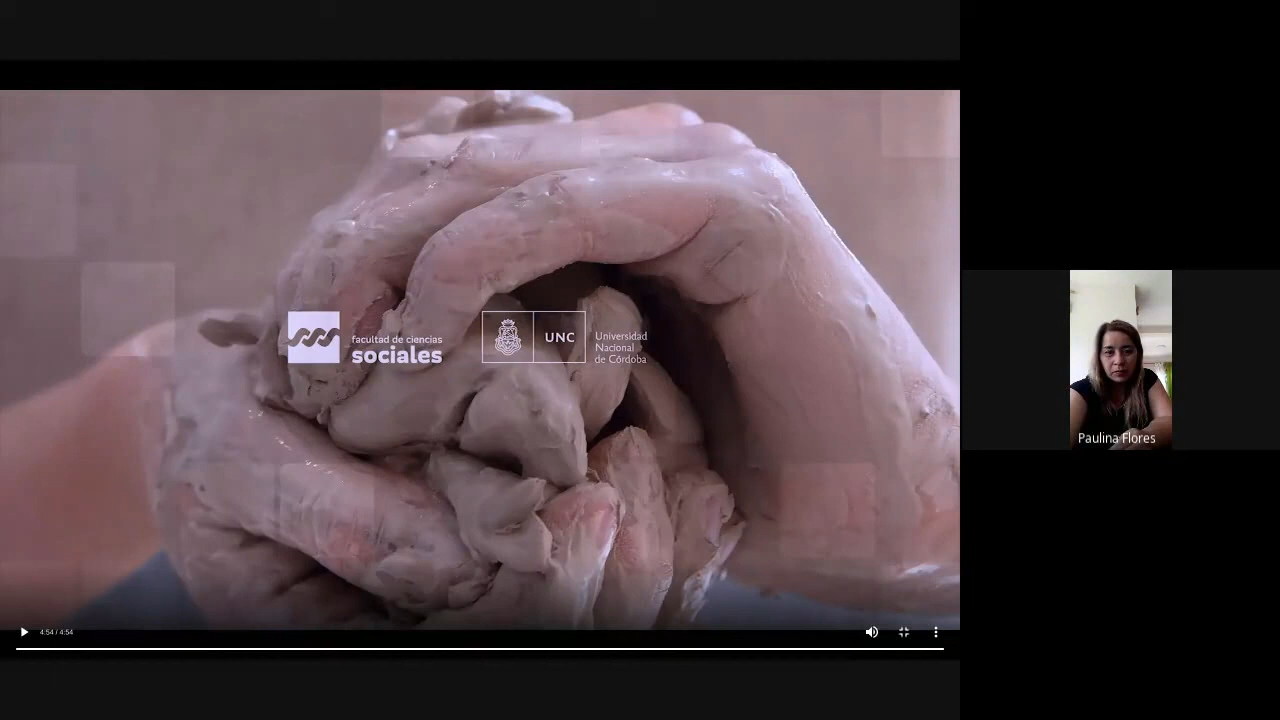 facultad de ciencias
sociales
UNC
Universidad
Nacional
de Córdoba
Paulina Flores
4:54 / 4:54